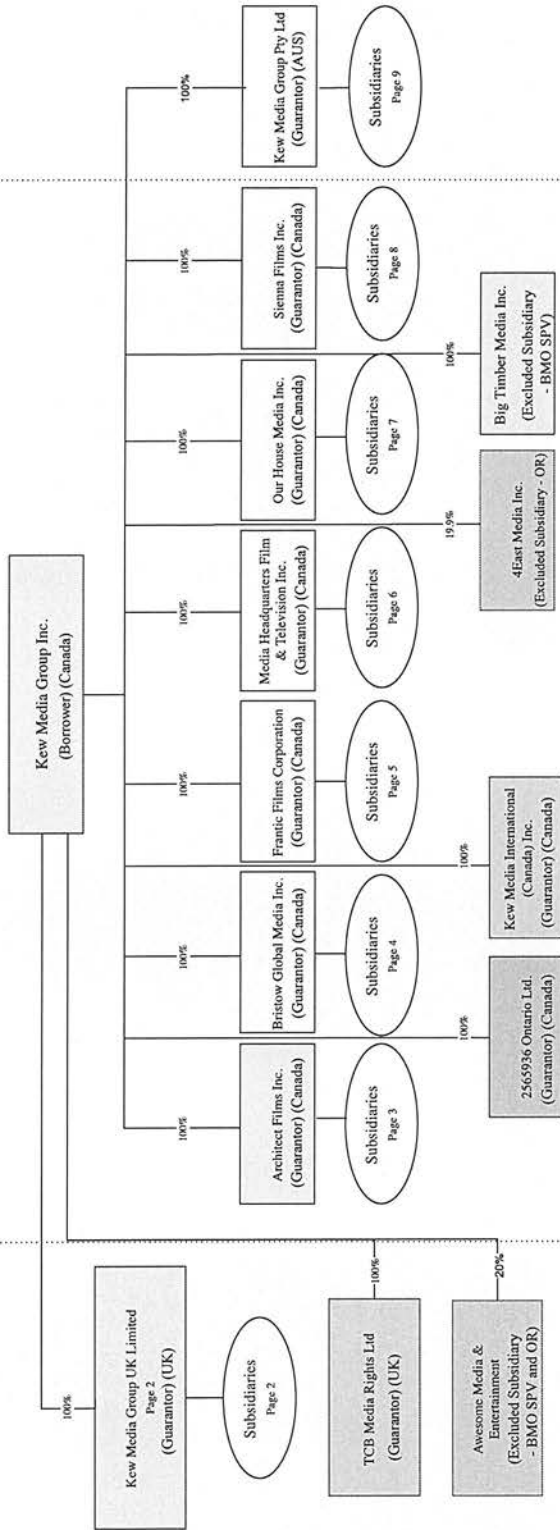 Kew Media Group Inc.
(Borrower) (Canada)
100%
Kew Media Group UK Limited
Page 2
(Guarantor) (UK)
Subsidiaries
Page 2
100%
TCB Media Rights Ltd
(Guarantor) (UK)
20%
Awesome Media &
Entertainment
(Excluded Subsidiary
- BMO SPV and OR)
100%
Architect Films Inc.
(Guarantor) (Canada)
Subsidiaries
Page 3
100%
Bristow Global Media Inc.
(Guarantor) (Canada)
Subsidiaries
Page 4
100%
Frantic Films Corporation
(Guarantor) (Canada)
Subsidiaries
Page 5
100%
Media Headquarters Film
& Television Inc.
(Guarantor) (Canada)
Subsidiaries
Page 6
100%
Our House Media Inc.
(Guarantor) (Canada)
Subsidiaries
Page 7
100%
Sienna Films Inc.
(Guarantor) (Canada)
Subsidiaries
Page 8
100%
Kew Media Group Pty Ltd
(Guarantor) (AUS)
Subsidiaries
Page 9
100%
2565936 Ontario Ltd.
(Guarantor) (Canada)
100%
Kew Media International
(Canada) Inc.
(Guarantor) (Canada)
19.9%
4East Media Inc.
(Excluded Subsidiary - OR)
100%
Big Timber Media Inc.
(Excluded Subsidiary
- BMO SPV)